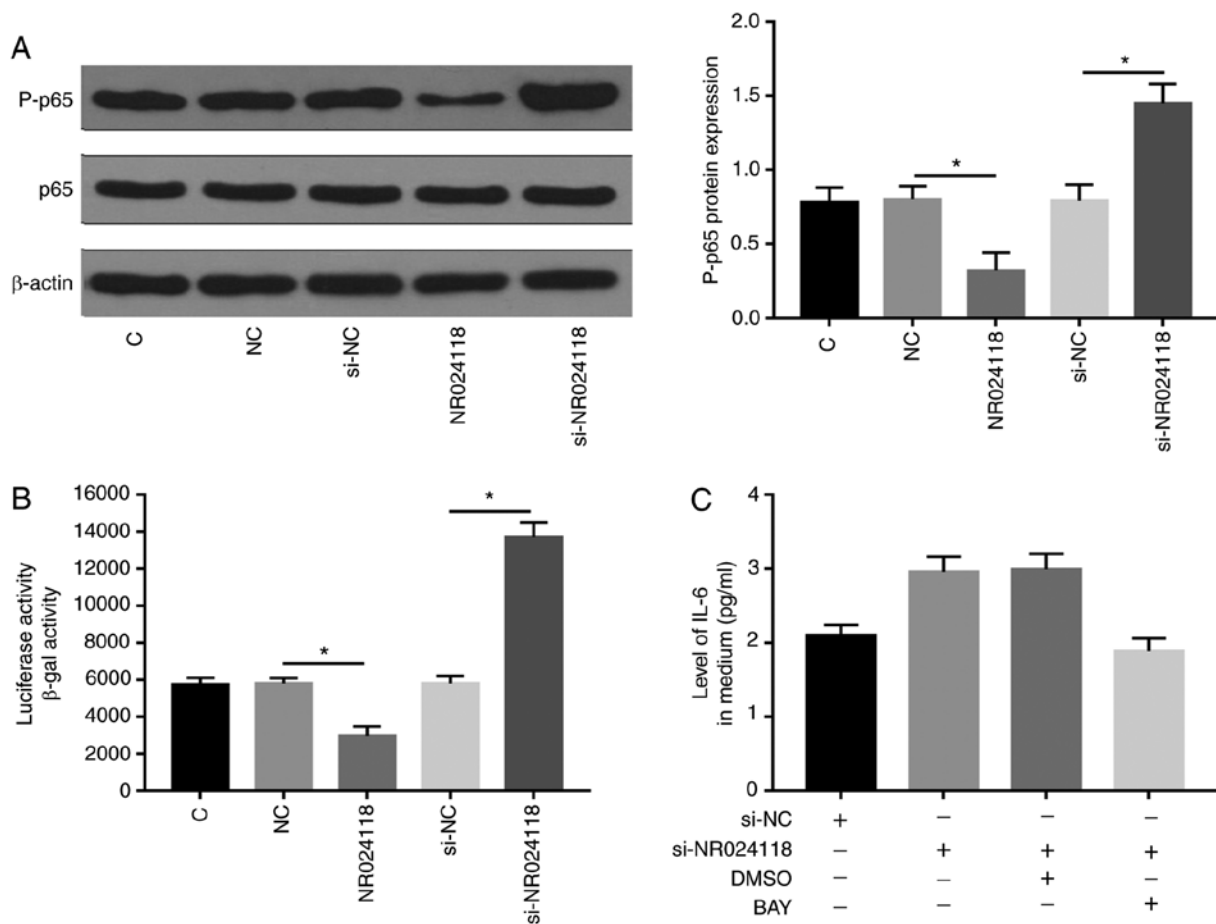 A
P-p65
p65
β-actin
C
NC
si-NC
NR024118
si-NR024118
P-p65 protein expression
2.0
1.5
1.0
0.5
0.0
*
*
C
NC
NR024118
si-NC
si-NR024118
B
Luciferase activity
β-gal activity
16000
14000
12000
10000
8000
6000
4000
2000
0
*
*
C
NC
NR024118
si-NC
si-NR024118
C
Level of IL-6
in medium (pg/ml)
4
3
2
1
0
si-NC + − − −
si-NR024118 − + + +
DMSO − − + −
BAY − − − +